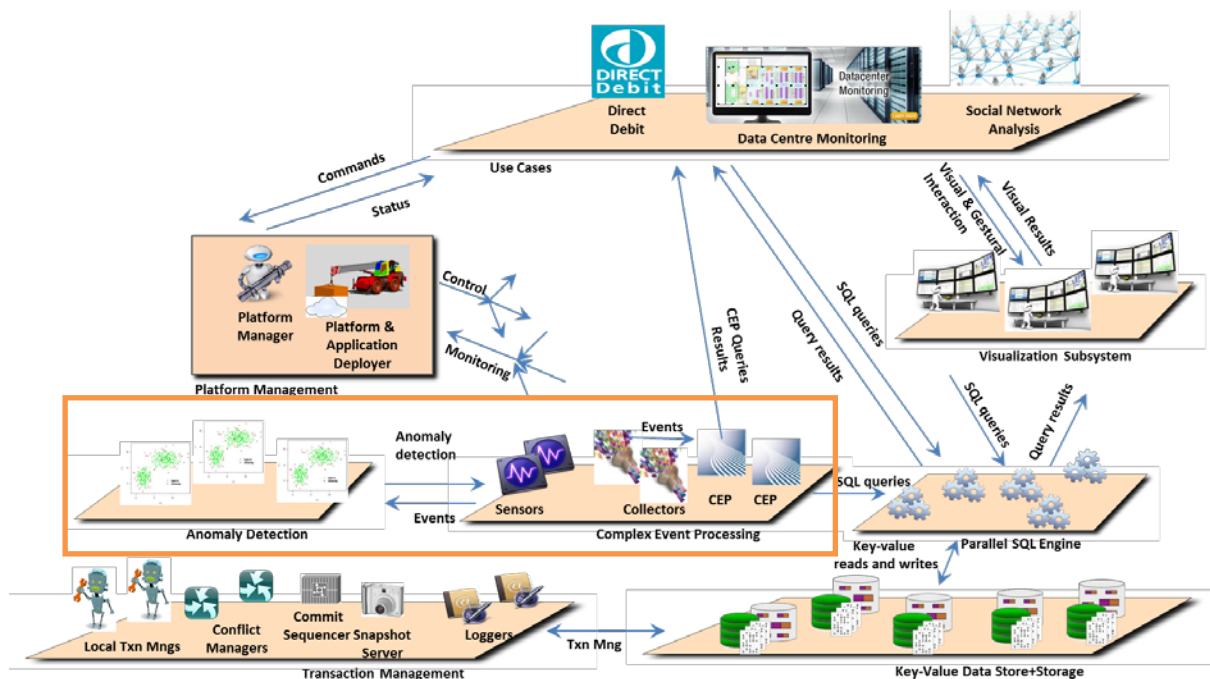 DIRECT
Debit
Datacenter
Monitoring
Direct
Debit
Data Centre Monitoring
Social Network
Analysis
Use Cases
Commands
Status
Visual & Gestural
Interaction
Visual Results
Platform
Manager
Platform &
Application
Deployer
Control
Monitoring
Platform Management
CEP Queries
Results
Query results
SQL queries
Visualization Subsystem
SQL queries
Query results
Anomaly
detection
Events
Anomaly Detection
Events
Sensors
Collectors
CEP
CEP
Complex Event Processing
SQL queries
Parallel SQL Engine
Key-value
reads and writes
Local Txn Mngs
Conflict
Managers
Commit
Sequencer
Snapshot
Server
Loggers
Transaction Management
Txn Mng
Key-Value Data Store+Storage